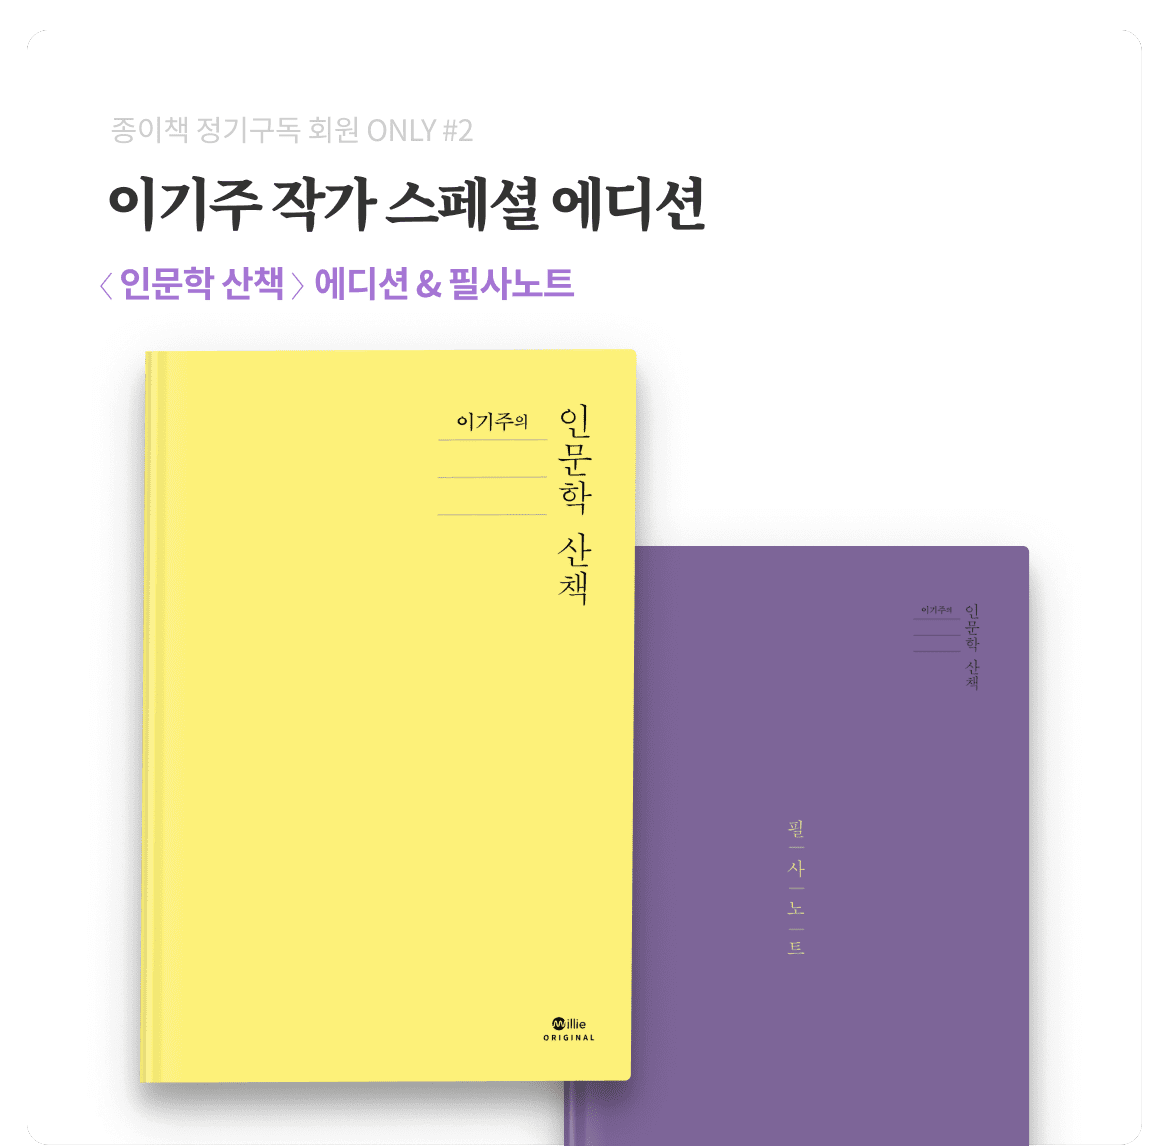 종이책 정기구독 회원 ONLY #2
이기주 작가 스페셜 에디션
〈 인문학 산책 〉 에디션 & 필사노트
이기주의
인문학 산책
millie
ORIGINAL
이기주의
인문학 산책
필사노트